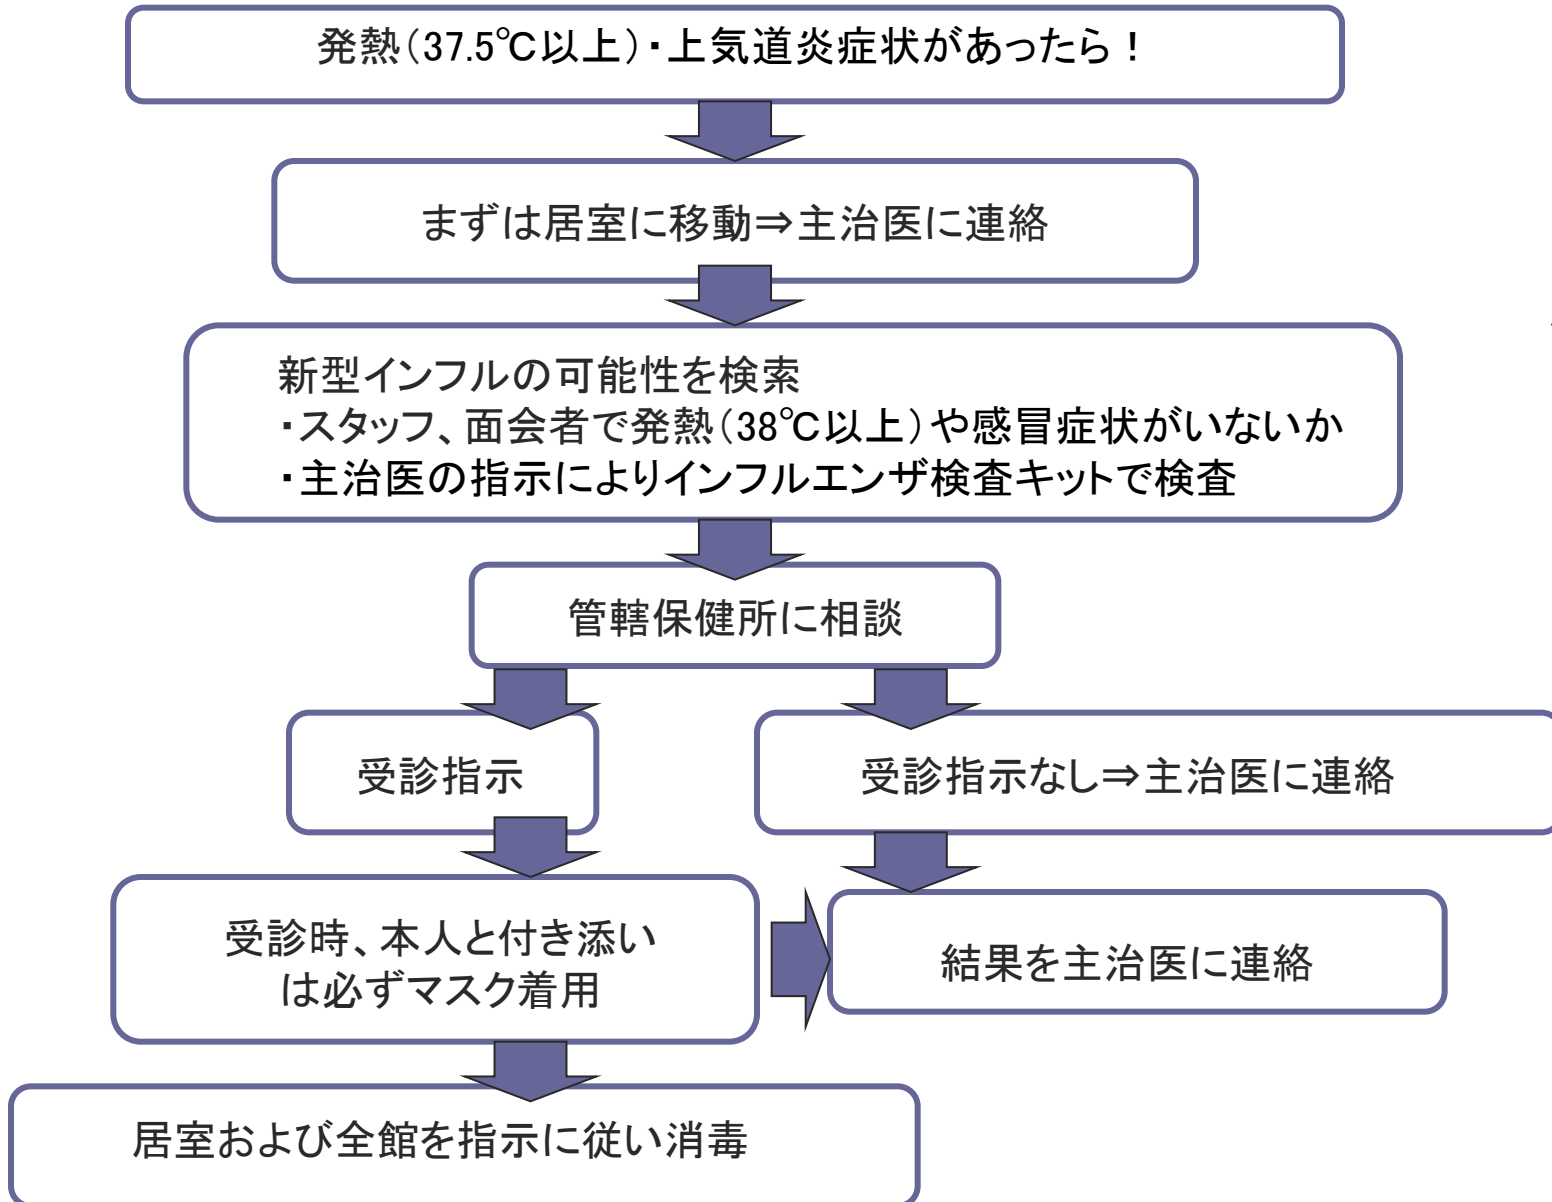 発熱(37.5℃以上)・上気道炎症状があったら！
まずは居室に移動⇒主治医に連絡
新型インフルの可能性を検索
・スタッフ、面会者で発熱(38℃以上)や感冒症状がいないか
・主治医の指示によりインフルエンザ検査キットで検査
管轄保健所に相談
受診指示
受診指示なし⇒主治医に連絡
受診時、本人と付き添い
は必ずマスク着用
結果を主治医に連絡
居室および全館を指示に従い消毒